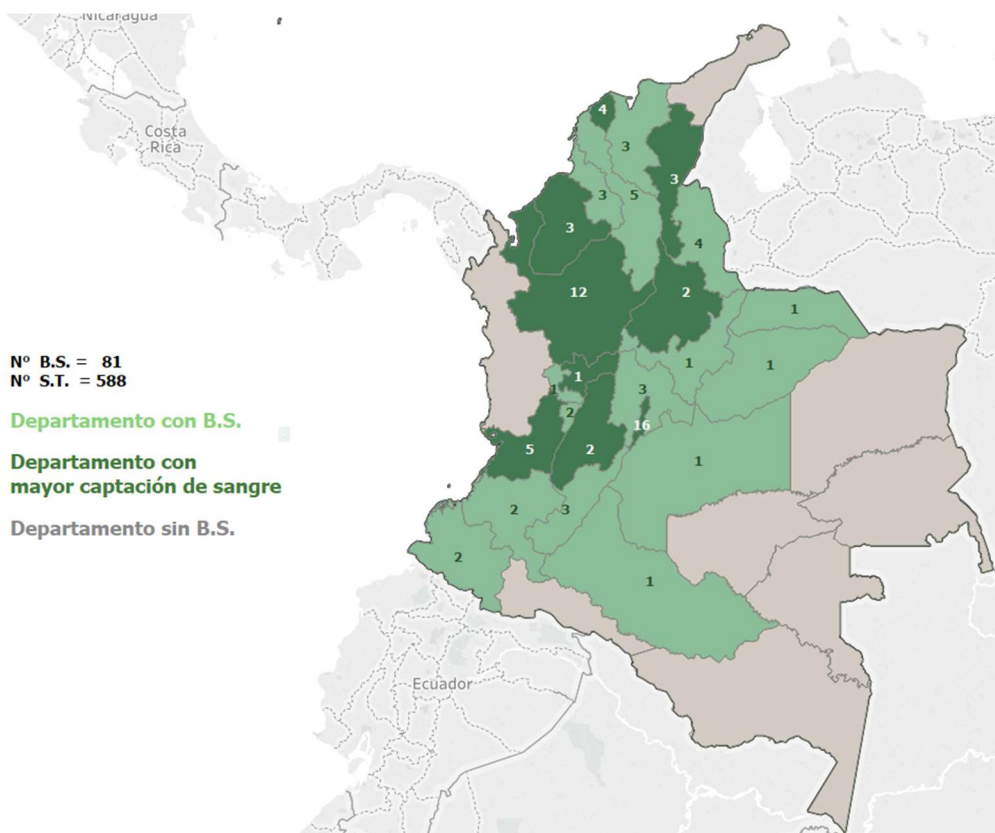 Nicaragua
Costa
Rica
4
3
3
3
5
3
4
12
2
1
1
1
1
1
3
2
16
5
2
1
2
3
2
1
Nº B.S. = 81
Nº S.T. = 588
Departamento con B.S.
Departamento con
mayor captación de sangre
Departamento sin B.S.
Ecuador